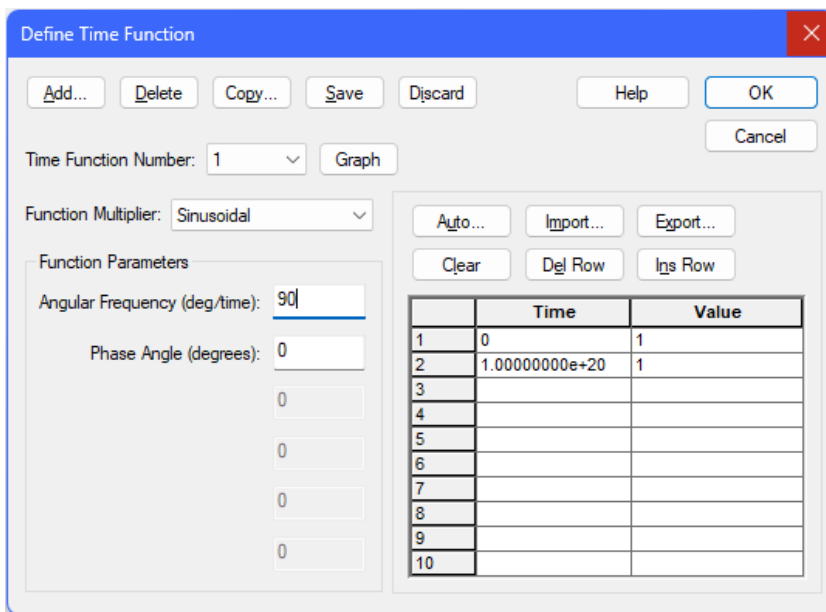 Define Time Function
Add... Delete Copy... Save Discard Help OK
Cancel
Time Function Number: 1 Graph
Function Multiplier: Sinusoidal
Function Parameters
Angular Frequency (deg/time): 90
Phase Angle (degrees): 0
0
0
0
0
Auto... Import... Export...
Clear Del Row Ins Row
Time Value
1 0 1
2 1.00000000e+20 1
3
4
5
6
7
8
9
10